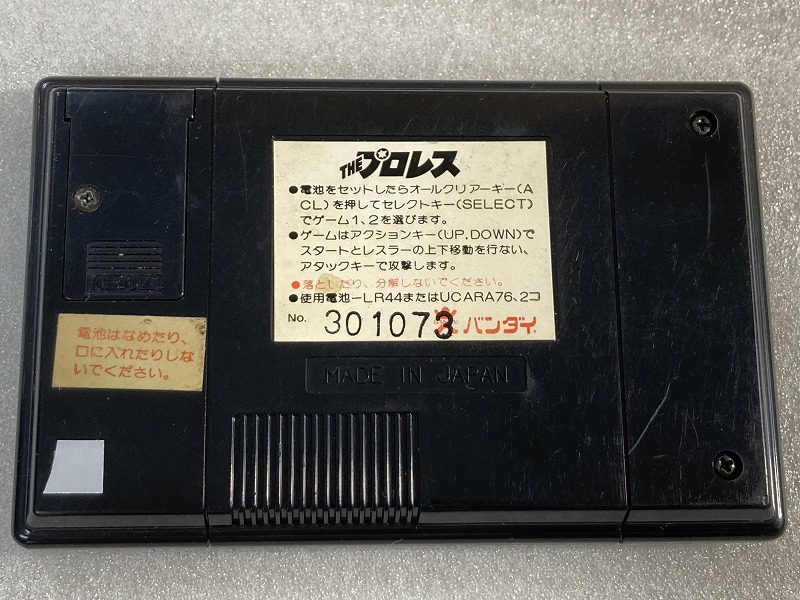 THEプロレス
●電池をセットしたらオールクリアーキー(A
CL)を押してセレクトキー(SELECT)
でゲーム1、2を選びます。
●ゲームはアクションキー(UP,DOWN)で
スタートとレスラーの上下移動を行ない、
アタックキーで攻撃します。
●落としたり、分解しないでください。
●使用電池ーLR44またはUCARA76、2コ
No. 301073 バンダイ
電池はなめたり、
口に入れたりしな
いでください。
MADE IN JAPAN